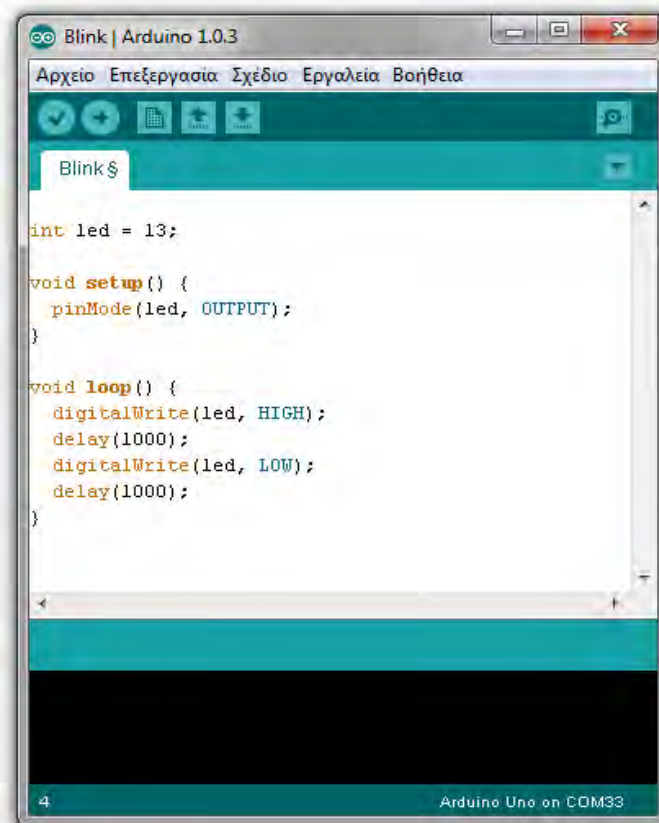 Blink | Arduino 1.0.3
Αρχείο Επεξεργασία Σχέδιο Εργαλεία Βοήθεια
Blink §
int led = 13;
void setup() {
  pinMode(led, OUTPUT);
}
void loop() {
  digitalWrite(led, HIGH);
  delay(1000);
  digitalWrite(led, LOW);
  delay(1000);
}
4 Arduino Uno on COM33